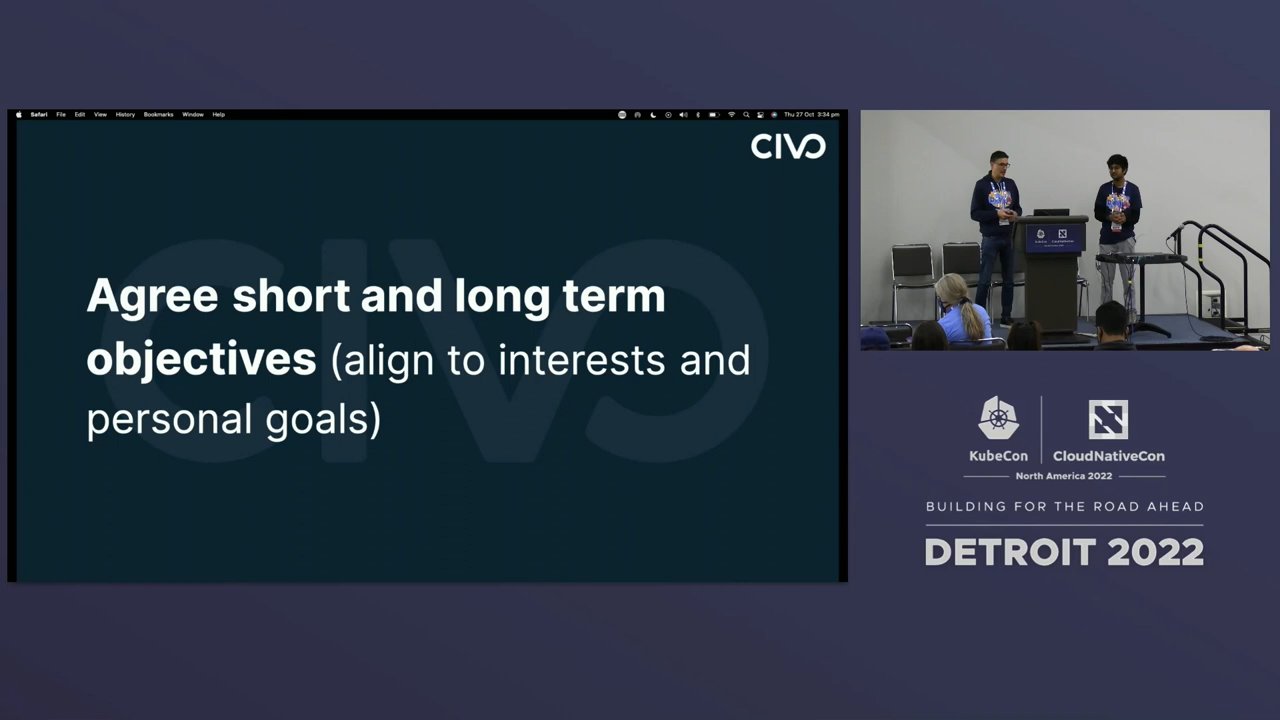 Safari File Edit View History Bookmarks Window Help
Thu 27 Oct 3:34 pm
CIVO
CIVO
Agree short and long term
objectives (align to interests and
personal goals)
KubeCon
CloudNativeCon
North America 2022
BUILDING FOR THE ROAD AHEAD
DETROIT 2022